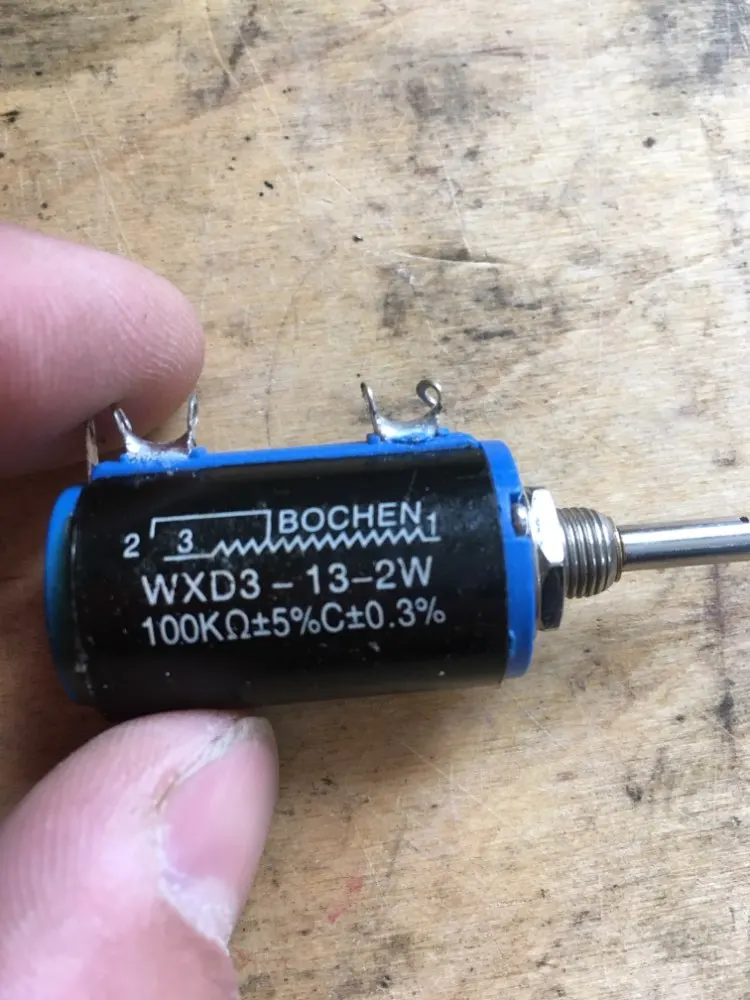 BOCHEN
2 3 1
WXD3-13-2W
100KΩ±5%C±0.3%